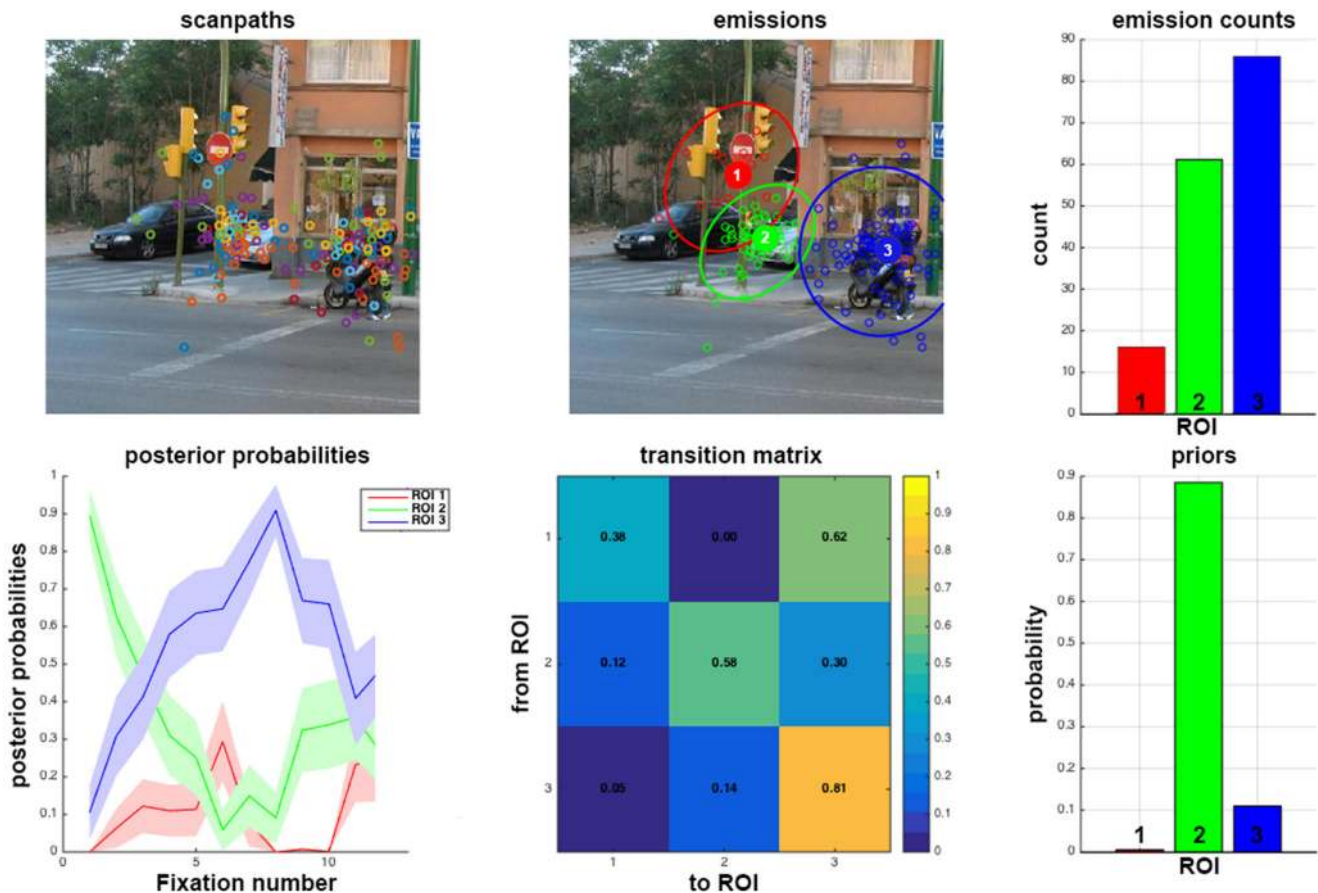 scanpaths
emissions
1
2
3
emission counts
90
80
70
60
50
40
30
20
10
0
count
1 2 3
ROI
posterior probabilities
1
0.9
0.8
0.7
0.6
0.5
0.4
0.3
0.2
0.1
0
posterior probabilities
ROI 1
ROI 2
ROI 3
0 5 10
Fixation number
transition matrix
from ROI
1 0.38 0.00 0.62
2 0.12 0.58 0.30
3 0.05 0.14 0.81
1 2 3
to ROI
1
0.9
0.8
0.7
0.6
0.5
0.4
0.3
0.2
0.1
0
priors
0.9
0.8
0.7
0.6
0.5
0.4
0.3
0.2
0.1
0
probability
1 2 3
ROI